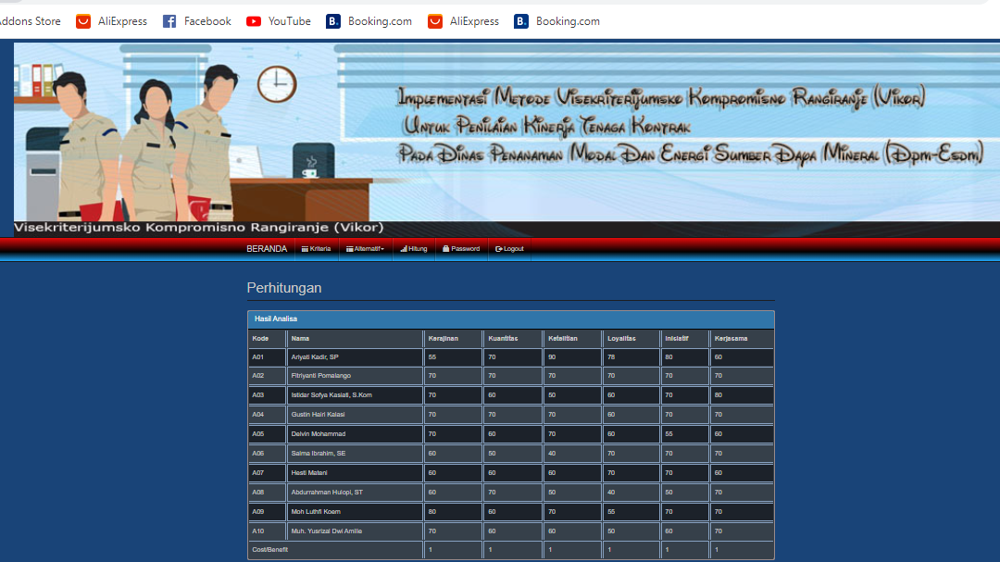 ddons Store AliExpress Facebook YouTube Booking.com AliExpress Booking.com
Implementasi Metode Visekriterijumsko Kompromisno Rangiranje (Vikor)
Untuk Penilaian Kinerja Tenaga Kontrak
Pada Dinas Penanaman Modal Dan Energi Sumber Daya Mineral (Dpm-Esdm)
Visekriterijumsko Kompromisno Rangiranje (Vikor)
BERANDA Kriteria Alternatif Hitung Password Logout
Perhitungan
Hasil Analisa
Kode Nama Kerajinan Kuantitas Ketelitian Loyalitas Inisiatif Kerjasama
A01 Ariyati Kadir, SP 55 70 90 78 80 60
A02 Fitriyanti Pomalango 70 70 70 70 70 70
A03 Istidar Sofya Kasiati, S.Kom 70 60 50 60 70 80
A04 Gustin Hairi Kalasi 70 70 70 60 70 70
A05 Delvin Mohammad 70 60 70 60 55 60
A06 Salma Ibrahim, SE 60 50 40 70 70 70
A07 Hesti Mateni 60 60 60 70 70 60
A08 Abdurrahman Hulopi, ST 60 70 50 40 50 70
A09 Moh Luthfi Koem 80 60 70 55 70 70
A10 Muh. Yusrizal Dwi Amilie 70 60 60 50 60 70
Cost/Benefit 1 1 1 1 1 1